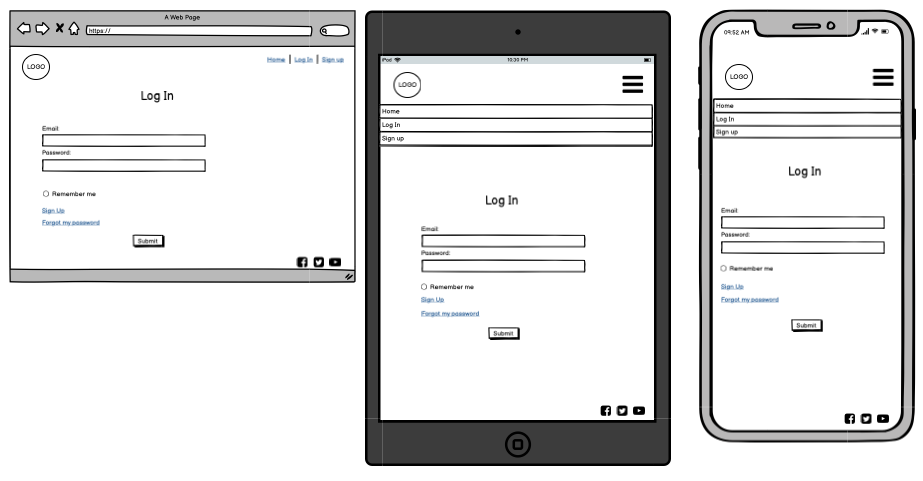 A Web Page
https://
LOGO
Home | Log In | Sign up
Log In
Email:
Password:
Remember me
Sign Up
Forgot my password
Submit
iPod 10:30 PM
LOGO
Home
Log In
Sign up
Log In
Email:
Password:
Remember me
Sign Up
Forgot my password
Submit
09:52 AM
LOGO
Home
Log In
Sign up
Log In
Email:
Password:
Remember me
Sign Up
Forgot my password
Submit